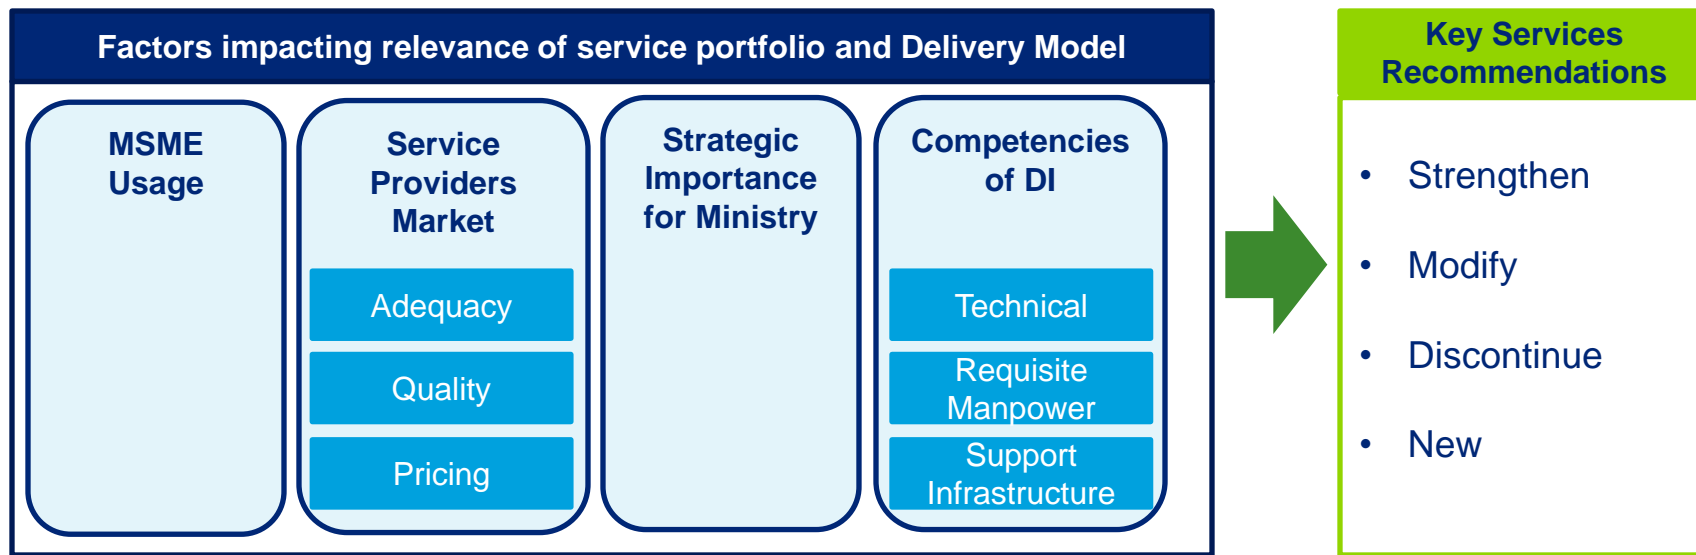 Factors impacting relevance of service portfolio and Delivery Model
MSME
Usage
Service
Providers
Market
Adequacy
Quality
Pricing
Strategic
Importance
for Ministry
Competencies
of DI
Technical
Requisite
Manpower
Support
Infrastructure
Key Services
Recommendations
• Strengthen
• Modify
• Discontinue
• New